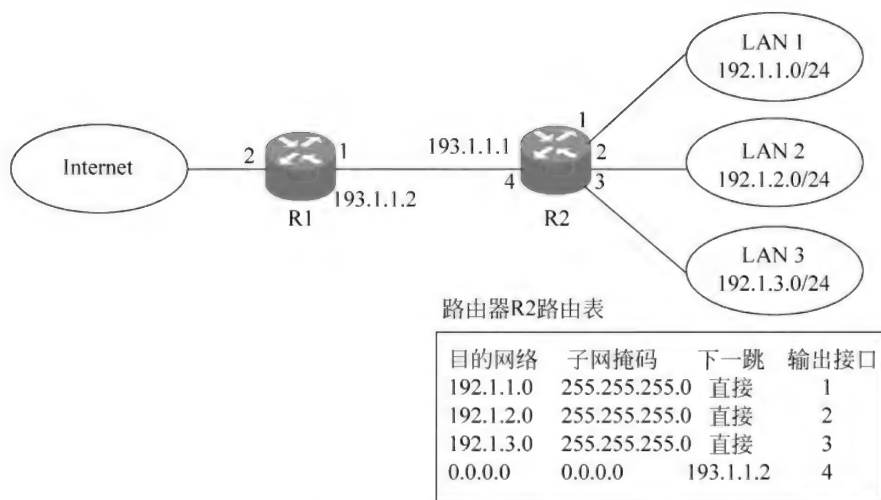 LAN 1
192.1.1.0/24
1
Internet
2
1
193.1.1.1
2
LAN 2
192.1.2.0/24
4
3
193.1.1.2
R1
R2
LAN 3
192.1.3.0/24
路由器R2路由表
目的网络 子网掩码 下一跳 输出接口
192.1.1.0 255.255.255.0 直接 1
192.1.2.0 255.255.255.0 直接 2
192.1.3.0 255.255.255.0 直接 3
0.0.0.0 0.0.0.0 193.1.1.2 4